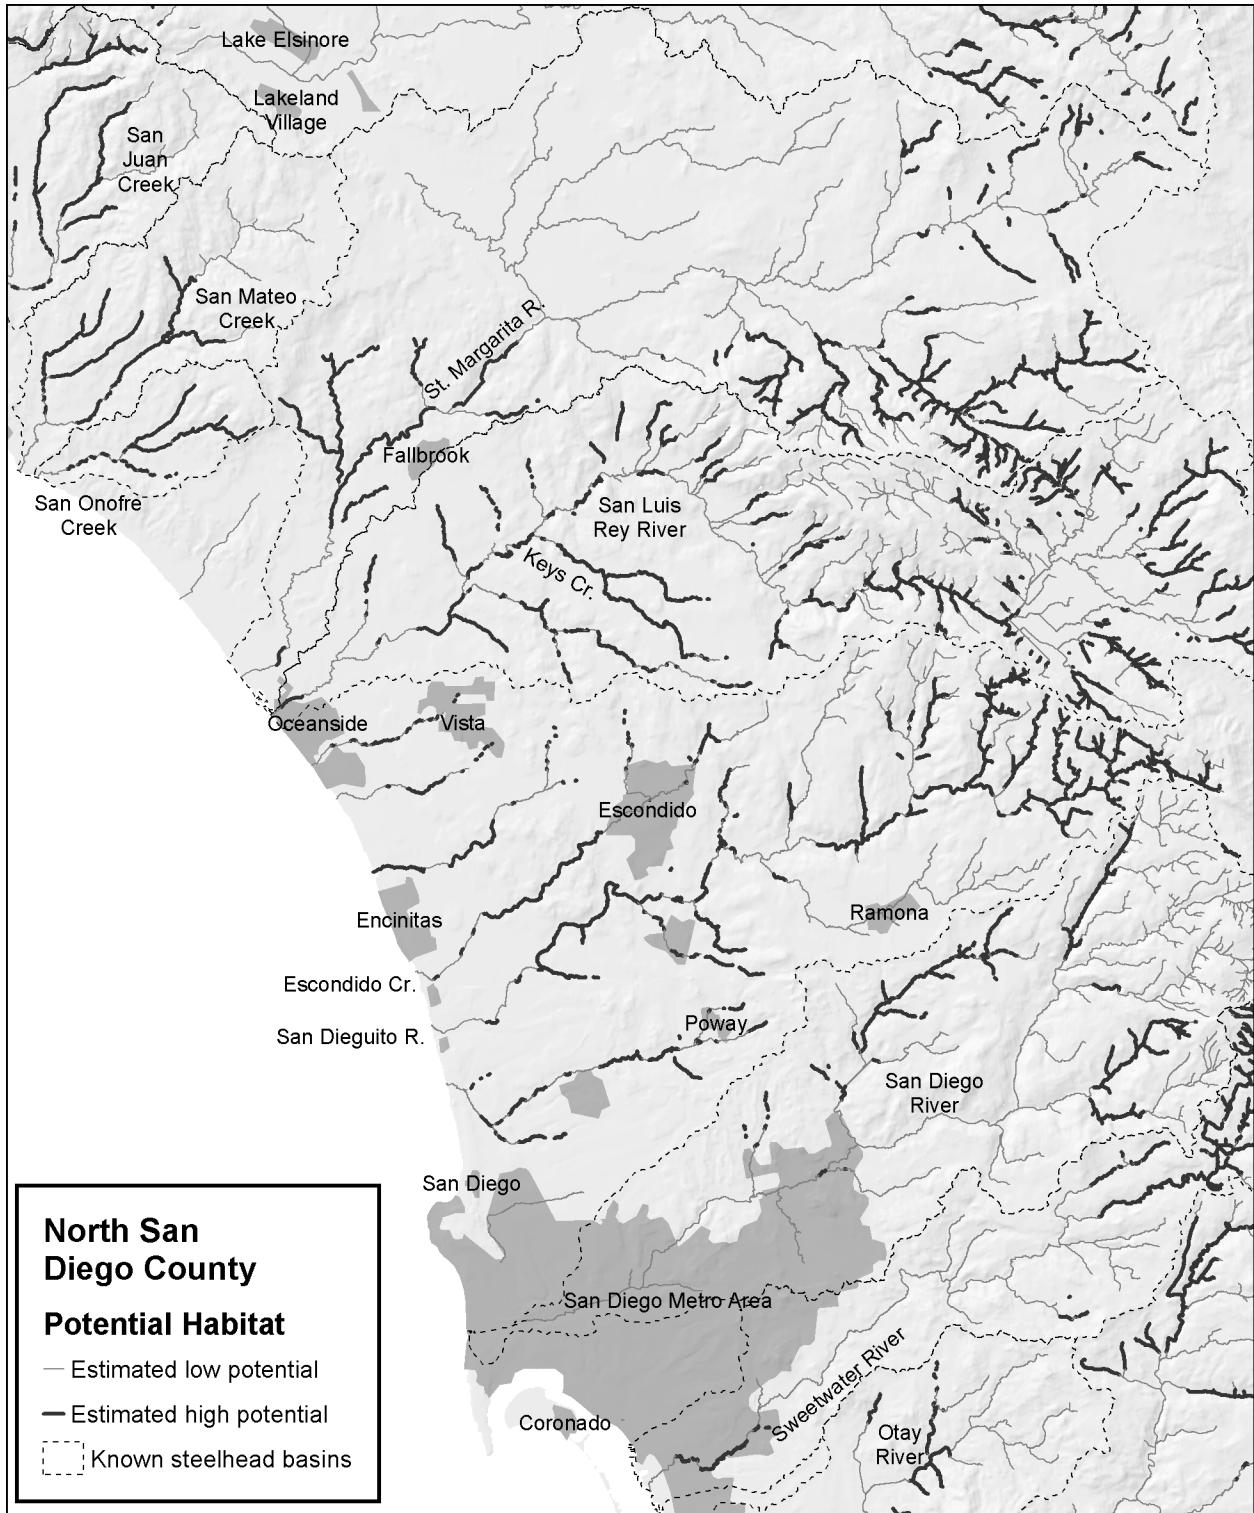 Lake Elsinore
Lakeland
Village
San
Juan
Creek
San Mateo
Creek
St. Margarita R.
Fallbrook
San Onofre
Creek
San Luis
Rey River
Keys Cr.
Oceanside
Vista
Escondido
Encinitas
Ramona
Escondido Cr.
San Dieguito R.
Poway
San Diego
River
San Diego
San Diego Metro Area
Sweetwater River
Coronado
Otay
River
North San
Diego County
Potential Habitat
Estimated low potential
Estimated high potential
Known steelhead basins